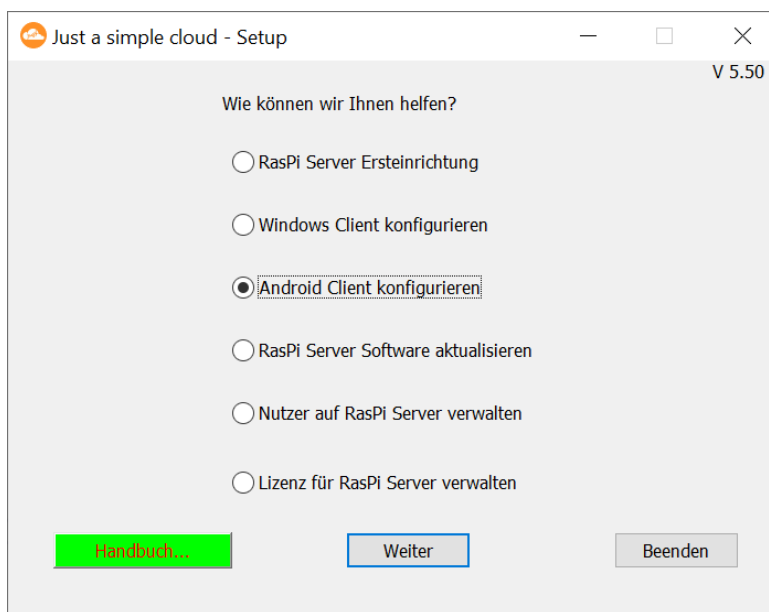 Just a simple cloud - Setup
V 5.50
Wie können wir Ihnen helfen?
RasPi Server Ersteinrichtung
Windows Client konfigurieren
Android Client konfigurieren
RasPi Server Software aktualisieren
Nutzer auf RasPi Server verwalten
Lizenz für RasPi Server verwalten
Handbuch... Weiter Beenden